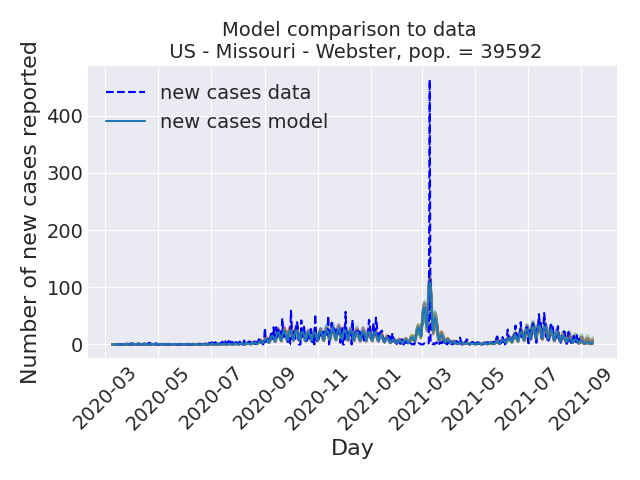 Model comparison to data
US - Missouri - Webster, pop. = 39592
Number of new cases reported
400
300
200
100
0
new cases data
new cases model
2020-03
2020-05
2020-07
2020-09
2020-11
2021-01
2021-03
2021-05
2021-07
2021-09
Day